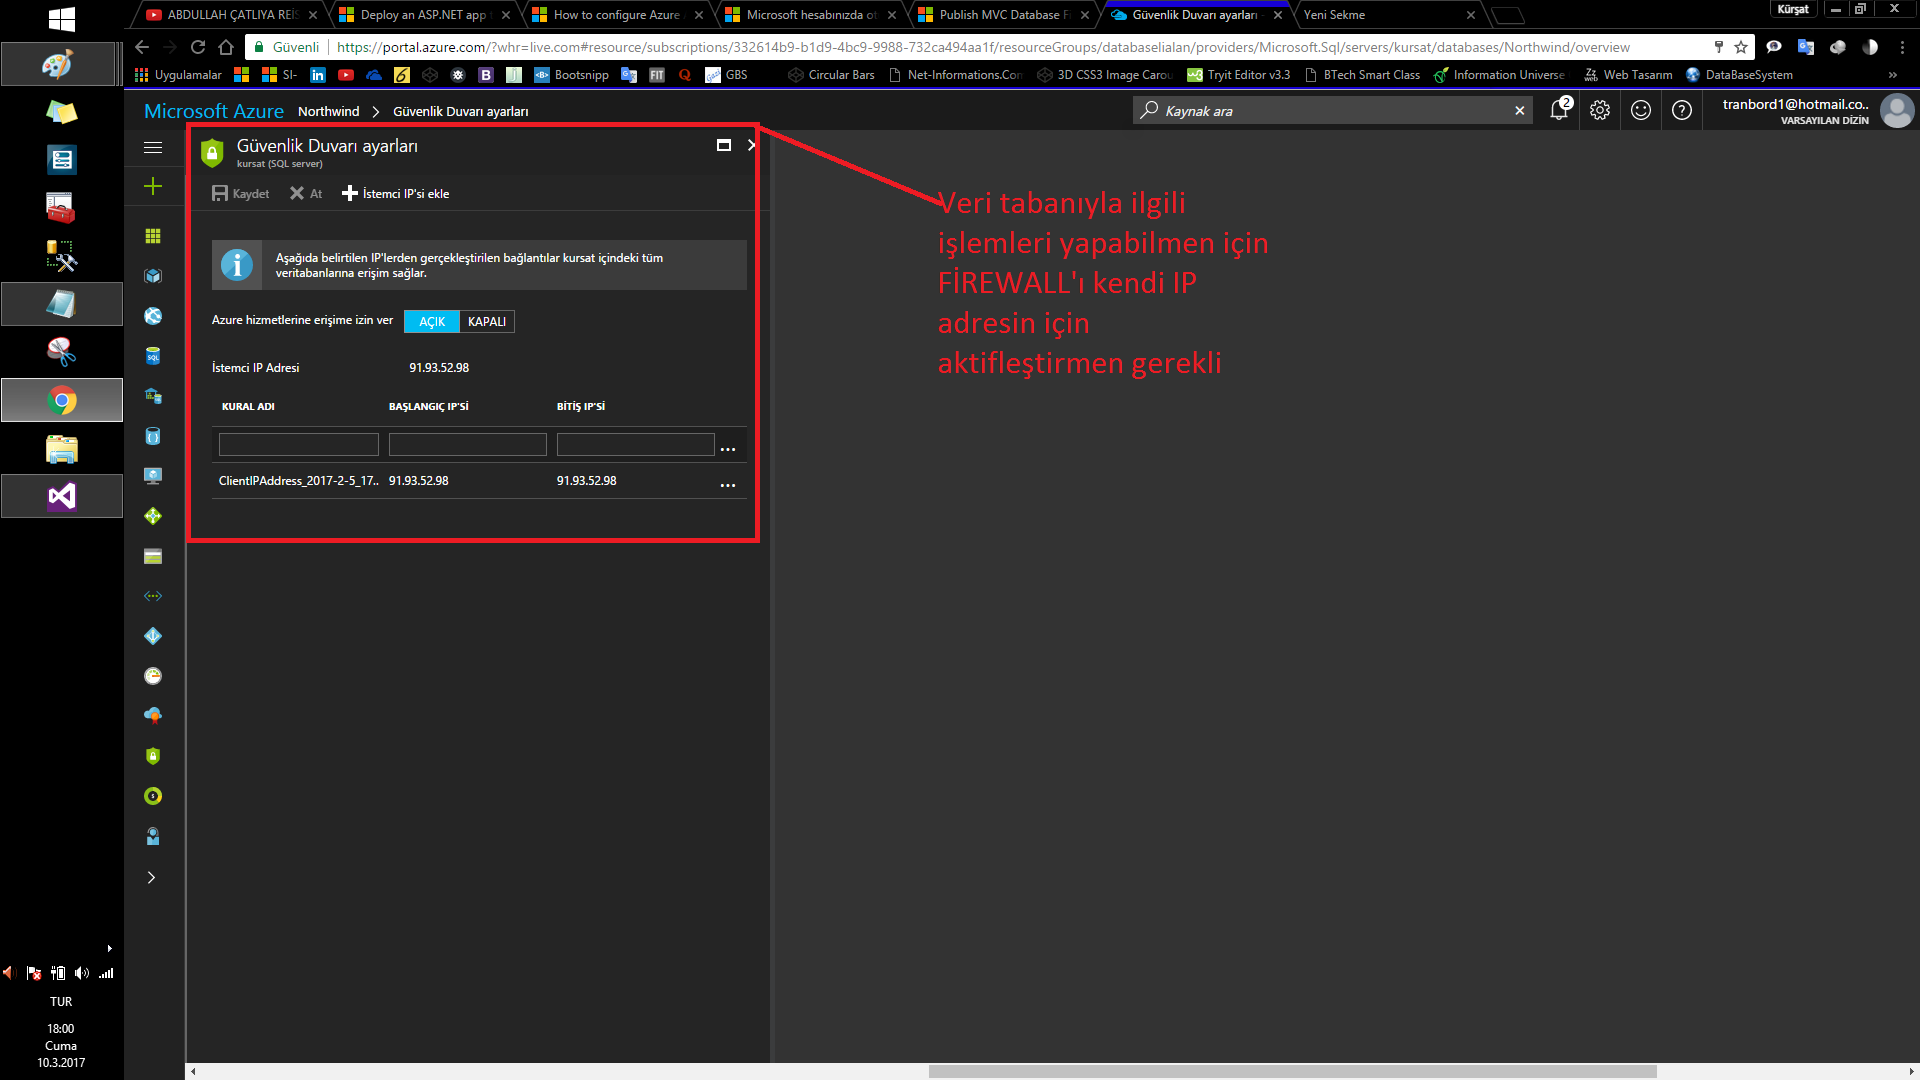 Kürşat
ABDULLAH ÇATLIYA REİS
Deploy an ASP.NET app
How to configure Azure
Microsoft hesabınızda ot
Publish MVC Database F
Güvenlik Duvarı ayarları
Yeni Sekme
Güvenli
https://portal.azure.com/?whr=live.com#resource/subscriptions/332614b9-b1d9-4bc9-9988-732ca494aa1f/resourceGroups/databaselialan/providers/Microsoft.Sql/servers/kursat/databases/Northwind/overview
Uygulamalar
SI-
Bootsnipp
FIT
GBS
Circular Bars
Net-Informations.Con
3D CSS3 Image Carou
Tryit Editor v3.3
BTech Smart Class
Information Universe
Web Tasarım
DataBaseSystem
Microsoft Azure
Northwind
Güvenlik Duvarı ayarları
Kaynak ara
2
tranbord1@hotmail.co..
VARSAYILAN DİZİN
Güvenlik Duvarı ayarları
kursat (SQL server)
Kaydet
At
İstemci IP'si ekle
Aşağıda belirtilen IP'lerden gerçekleştirilen bağlantılar kursat içindeki tüm
veritabanlarına erişim sağlar.
Azure hizmetlerine erişime izin ver
AÇIK
KAPALI
İstemci IP Adresi
91.93.52.98
KURAL ADI
BAŞLANGIÇ IP'Sİ
BİTİŞ IP'Sİ
...
ClientIPAddress_2017-2-5_17..
91.93.52.98
91.93.52.98
...
Veri tabanıyla ilgili
işlemleri yapabilmen için
FİREWALL'ı kendi IP
adresin için
aktifleştirmen gerekli
SQL
TUR
18:00
Cuma
10.3.2017